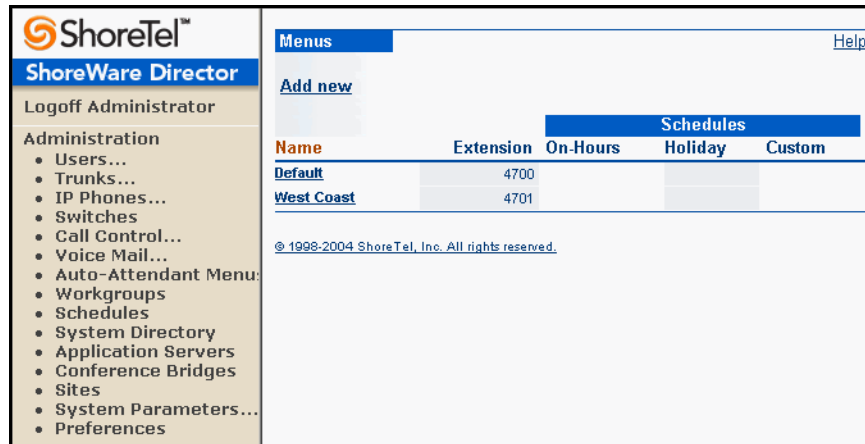 ShoreTel™
ShoreWare Director
Logoff Administrator
Administration
• Users...
• Trunks...
• IP Phones...
• Switches
• Call Control...
• Voice Mail...
• Auto-Attendant Menu:
• Workgroups
• Schedules
• System Directory
• Application Servers
• Conference Bridges
• Sites
• System Parameters...
• Preferences
Menus Help
Add new
Schedules
Name Extension On-Hours Holiday Custom
Default 4700
West Coast 4701
© 1998-2004 ShoreTel, Inc. All rights reserved.